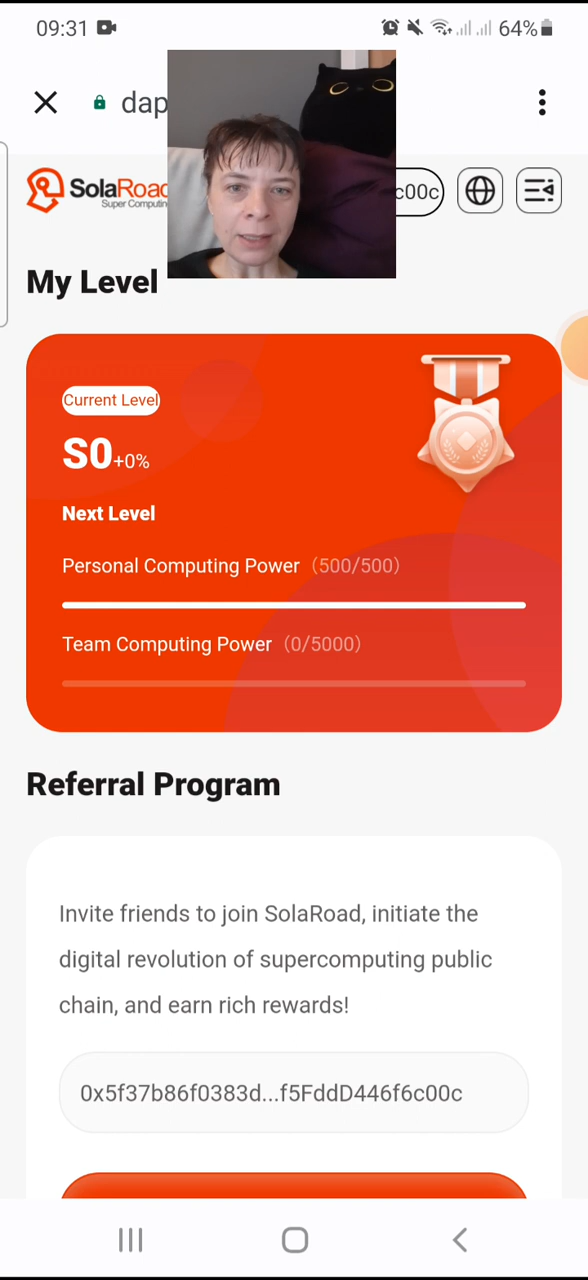 09:31
64%
dap
SolaRoad
Super Computin
c00c
My Level
Current Level
S0+0%
Next Level
Personal Computing Power (500/500)
Team Computing Power (0/5000)
Referral Program
Invite friends to join SolaRoad, initiate the
digital revolution of supercomputing public
chain, and earn rich rewards!
0x5f37b86f0383d...f5FddD446f6c00c